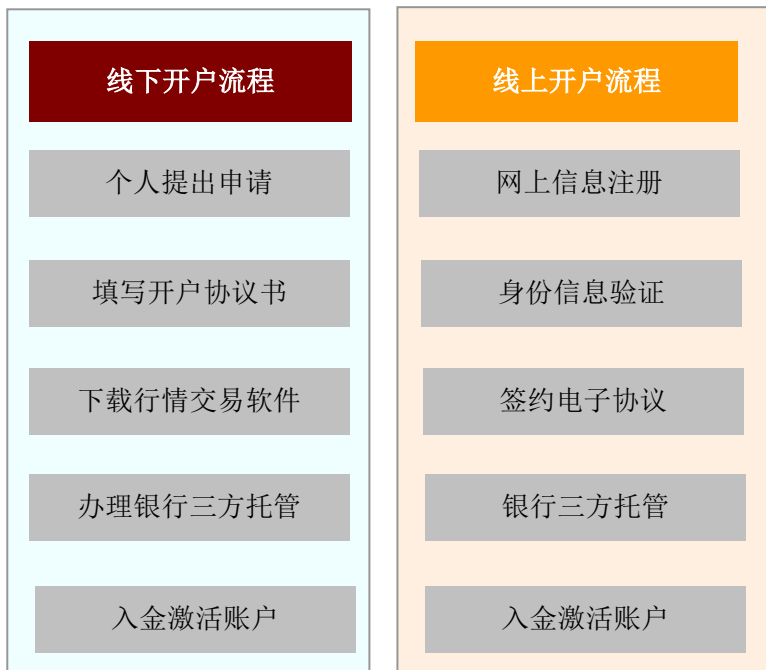 线下开户流程
个人提出申请
填写开户协议书
下载行情交易软件
办理银行三方托管
入金激活账户
线上开户流程
网上信息注册
身份信息验证
签约电子协议
银行三方托管
入金激活账户